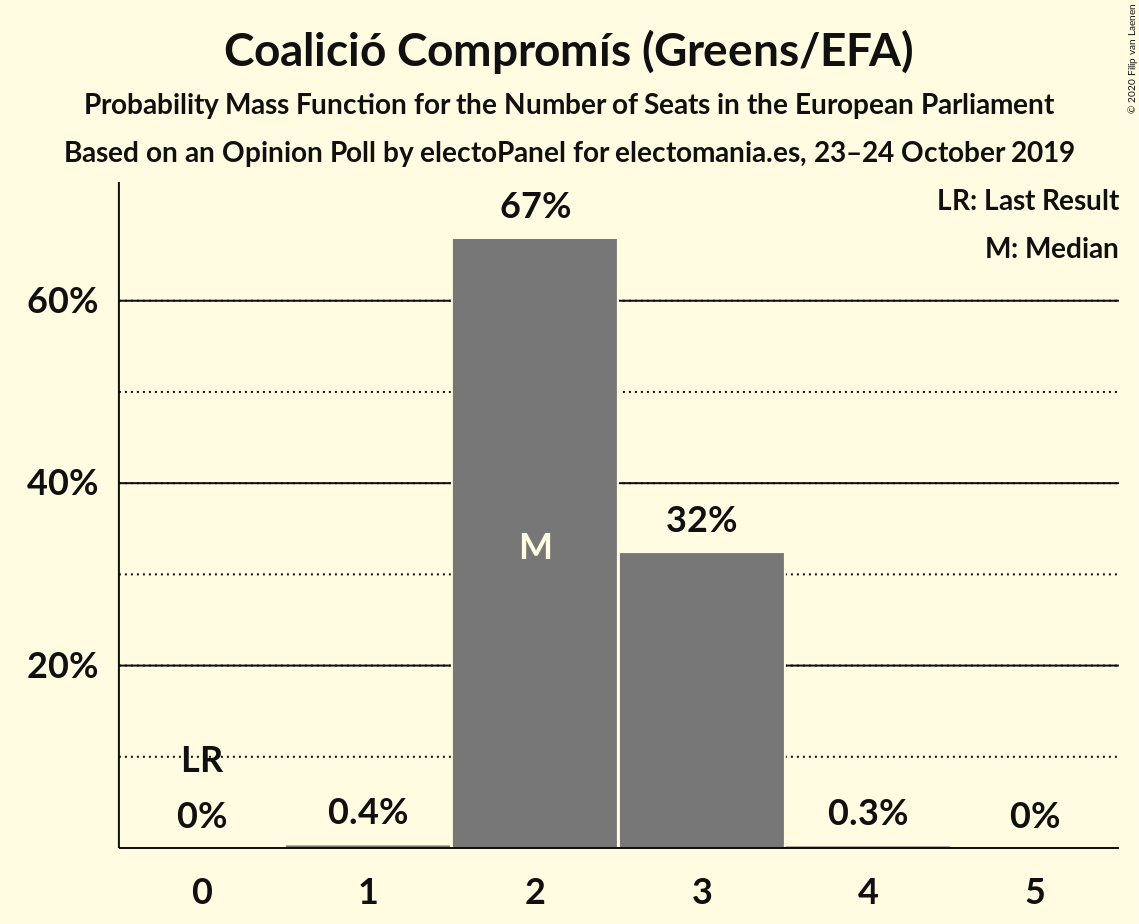 Coalició Compromís (Greens/EFA)
Probability Mass Function for the Number of Seats in the European Parliament
Based on an Opinion Poll by electoPanel for electomania.es, 23–24 October 2019
© 2020 Filip van Laenen
LR: Last Result
M: Median
67%
60%
40%
32%
M
20%
LR
0%
0.4%
0.3%
0%
0 1 2 3 4 5